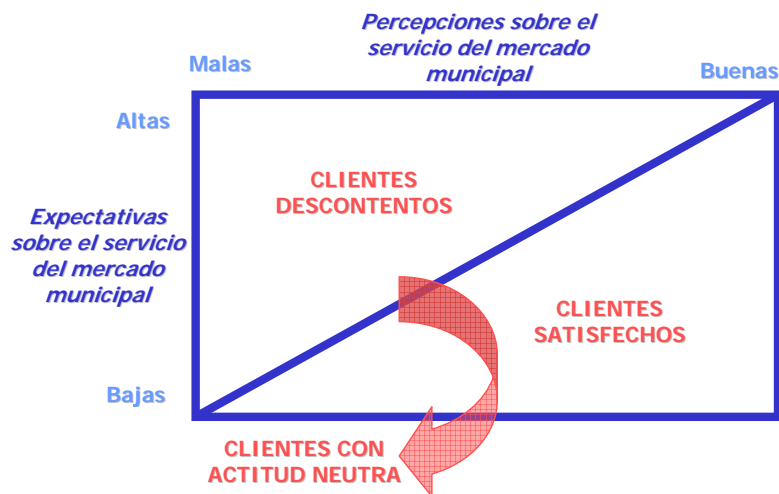 Percepciones sobre el
servicio del mercado
municipal
Malas
Buenas
Altas
CLIENTES
DESCONTENTOS
Expectativas
sobre el servicio
del mercado
municipal
CLIENTES
SATISFECHOS
Bajas
CLIENTES CON
ACTITUD NEUTRA